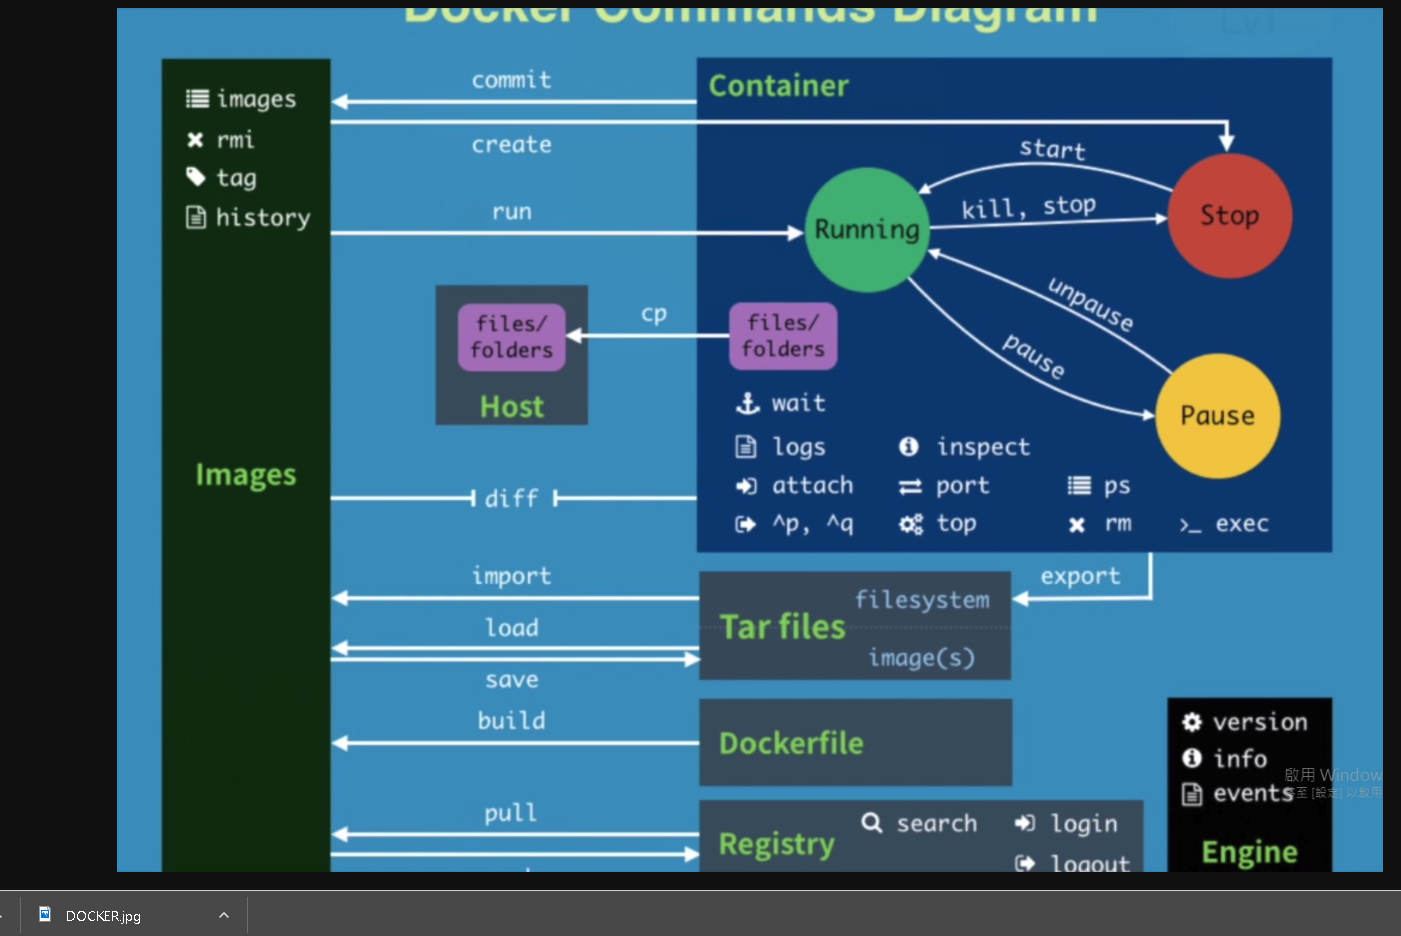 Docker Commands Diagram
images
rmi
tag
history
Images
commit
create
run
Container
start
kill, stop
Running
Stop
unpause
pause
Pause
files/
folders
Host
cp
files/
folders
wait
logs
inspect
attach
port
ps
^p, ^q
top
rm
>_ exec
diff
import
export
load
save
Tar files
filesystem
image(s)
build
Dockerfile
pull
Registry
search
login
logout
version
info
events
Engine
啟用 Window
[設定] 以啟用
DOCKER.jpg